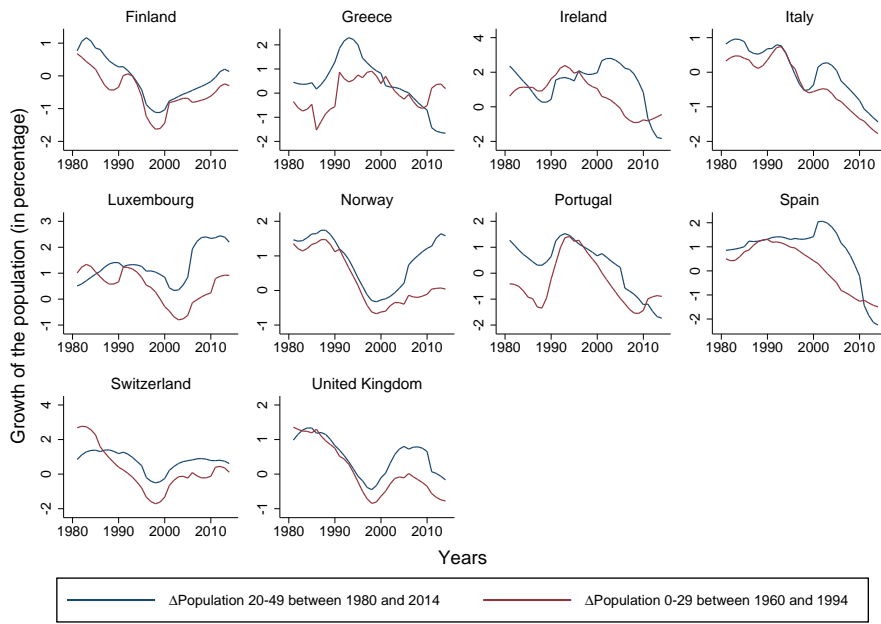 Growth of the population (in percentage)
Finland
1
0
-1
-2
1980 1990 2000 2010
Greece
2
1
0
-1
-2
1980 1990 2000 2010
Ireland
4
2
0
-2
1980 1990 2000 2010
Italy
1
0
-1
-2
1980 1990 2000 2010
Luxembourg
3
2
1
0
-1
1980 1990 2000 2010
Norway
2
1
0
-1
1980 1990 2000 2010
Portugal
2
1
0
-1
-2
1980 1990 2000 2010
Spain
2
1
0
-1
-2
1980 1990 2000 2010
Switzerland
4
2
0
-2
1980 1990 2000 2010
United Kingdom
2
1
0
-1
1980 1990 2000 2010
Years
ΔPopulation 20-49 between 1980 and 2014 ΔPopulation 0-29 between 1960 and 1994